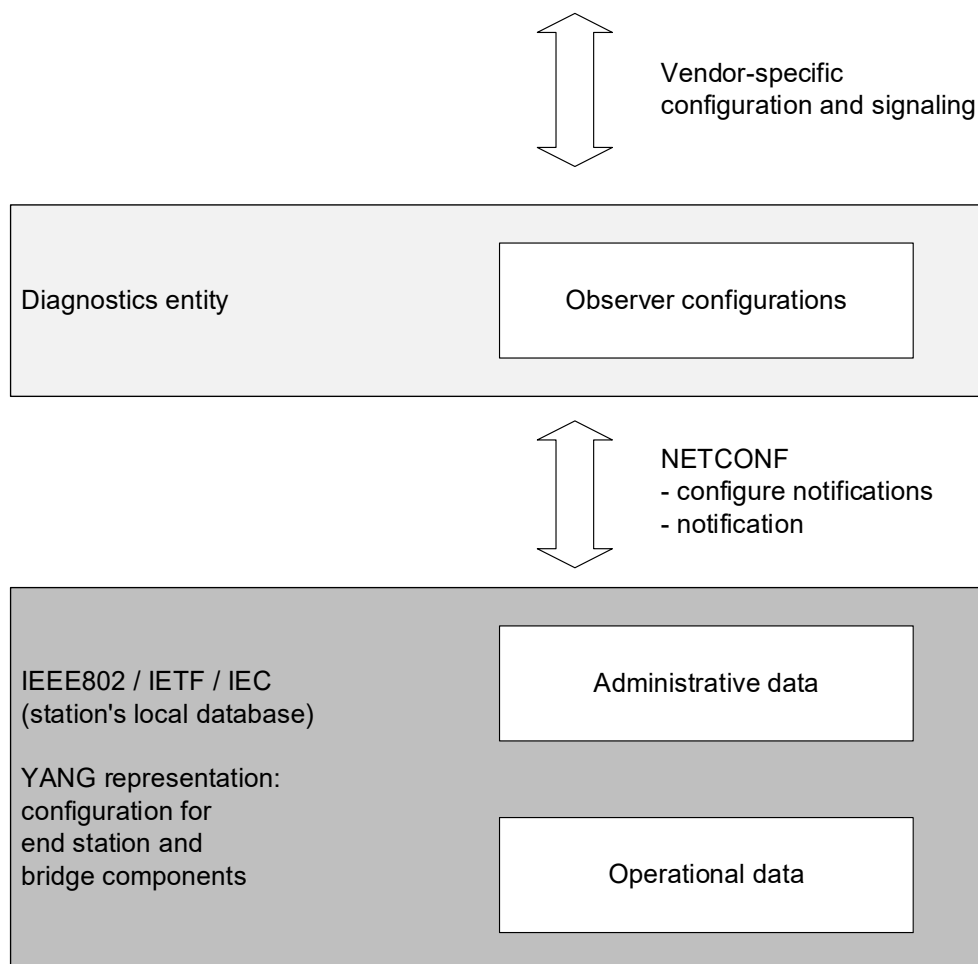 Vendor-specific
configuration and signaling
Diagnostics entity
Observer configurations
NETCONF
- configure notifications
- notification
IEEE802 / IETF / IEC
(station's local database)
YANG representation:
configuration for
end station and
bridge components
Administrative data
Operational data